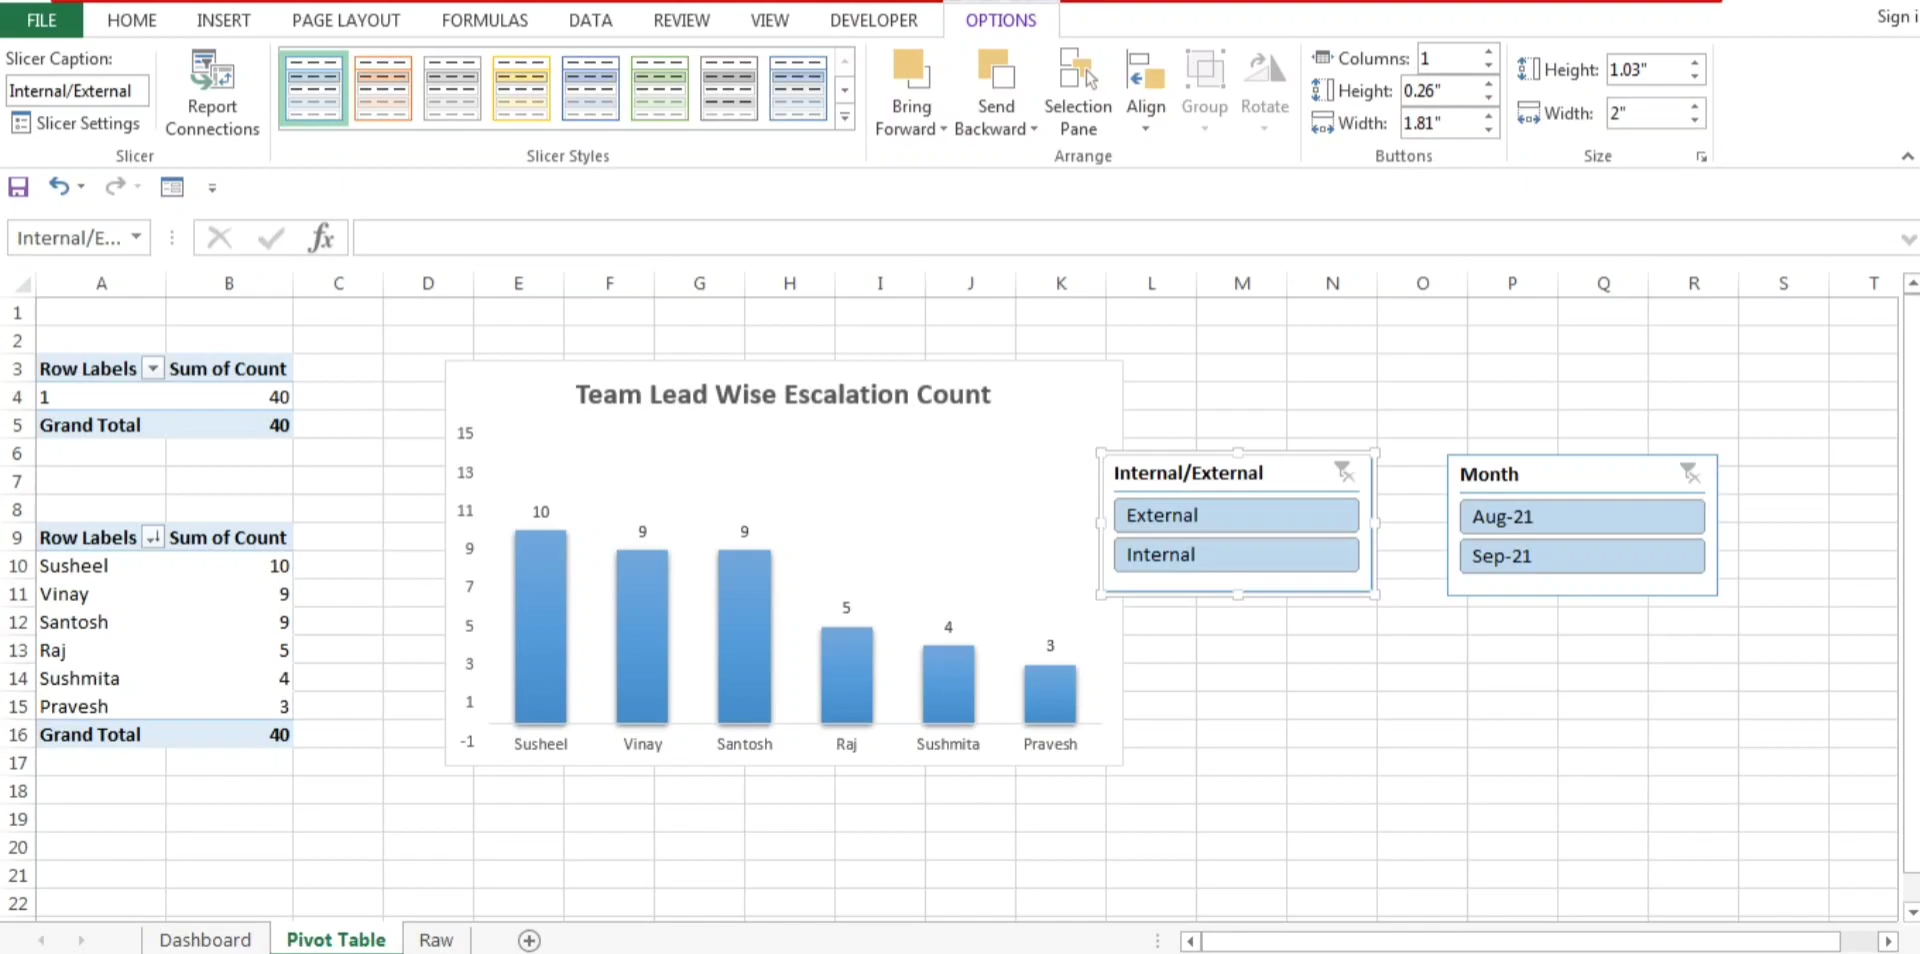 FILE HOME INSERT PAGE LAYOUT FORMULAS DATA REVIEW VIEW DEVELOPER OPTIONS Sign i
Slicer Caption:
Internal/External
Slicer Settings
Report
Connections
Slicer
Slicer Styles
Bring
Forward
Send
Backward
Selection
Pane
Align
Group
Rotate
Arrange
Columns: 1
Height: 0.26"
Width: 1.81"
Buttons
Height: 1.03"
Width: 2"
Size
Internal/E... fx
A B C D E F G H I J K L M N O P Q R S T
1
2
3 Row Labels Sum of Count
4 1 40
5 Grand Total 40
6
7
8
9 Row Labels Sum of Count
10 Susheel 10
11 Vinay 9
12 Santosh 9
13 Raj 5
14 Sushmita 4
15 Pravesh 3
16 Grand Total 40
17
18
19
20
21
22
Team Lead Wise Escalation Count
15
13
11
9
7
5
3
1
-1
10 9 9 5 4 3
Susheel Vinay Santosh Raj Sushmita Pravesh
Internal/External
External
Internal
Month
Aug-21
Sep-21
Dashboard Pivot Table Raw